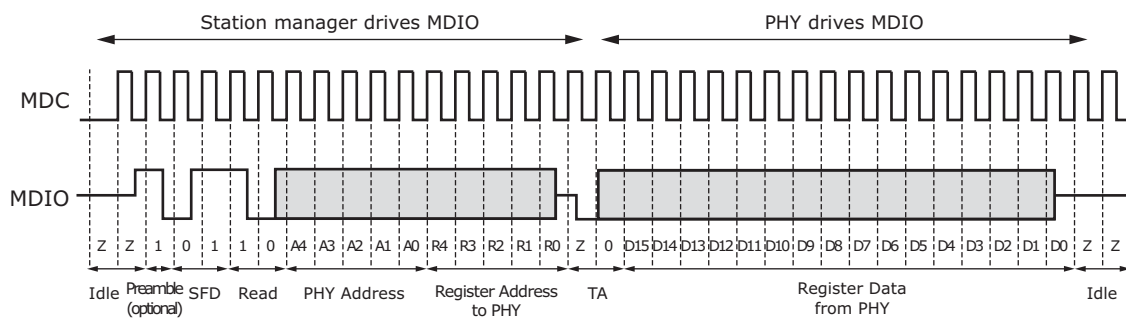 Station manager drives MDIO PHY drives MDIO
MDC
MDIO
Z Z 1 0 1 1 0 A4 A3 A2 A1 A0 R4 R3 R2 R1 R0 Z 0 D15 D14 D13 D12 D11 D10 D9 D8 D7 D6 D5 D4 D3 D2 D1 D0 Z Z
Idle Preamble (optional) SFD Read PHY Address Register Address to PHY TA Register Data from PHY Idle